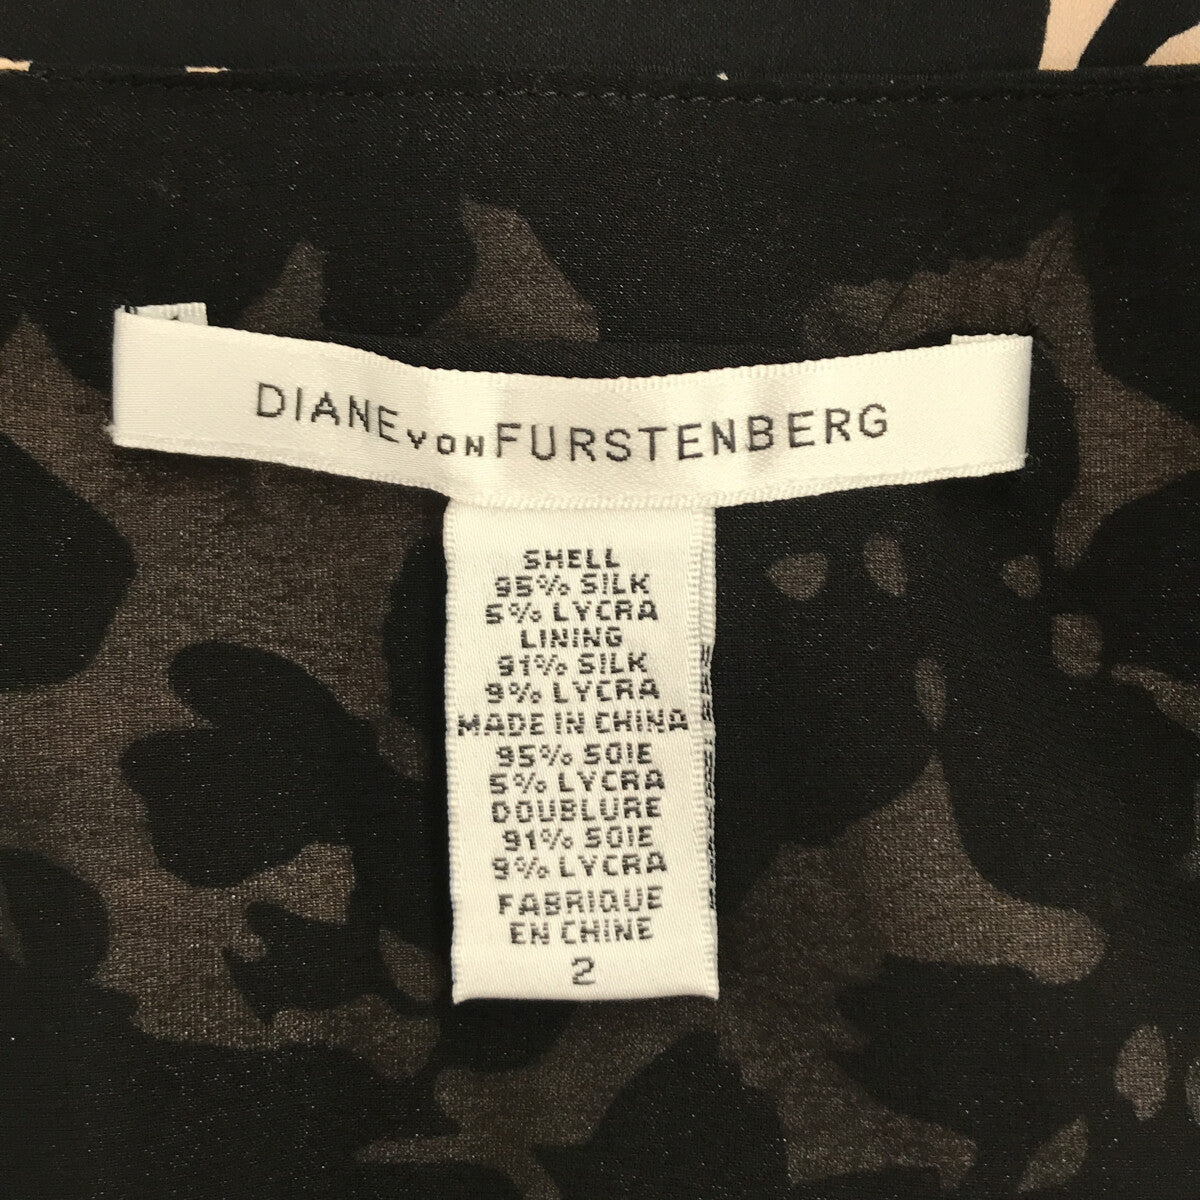 DIANE VON FURSTENBERG
SHELL
95% SILK
5% LYCRA
LINING
91% SILK
9% LYCRA
MADE IN CHINA
95% SOIE
5% LYCRA
DOUBLURE
91% SOIE
9% LYCRA
FABRIQUE
EN CHINE
2